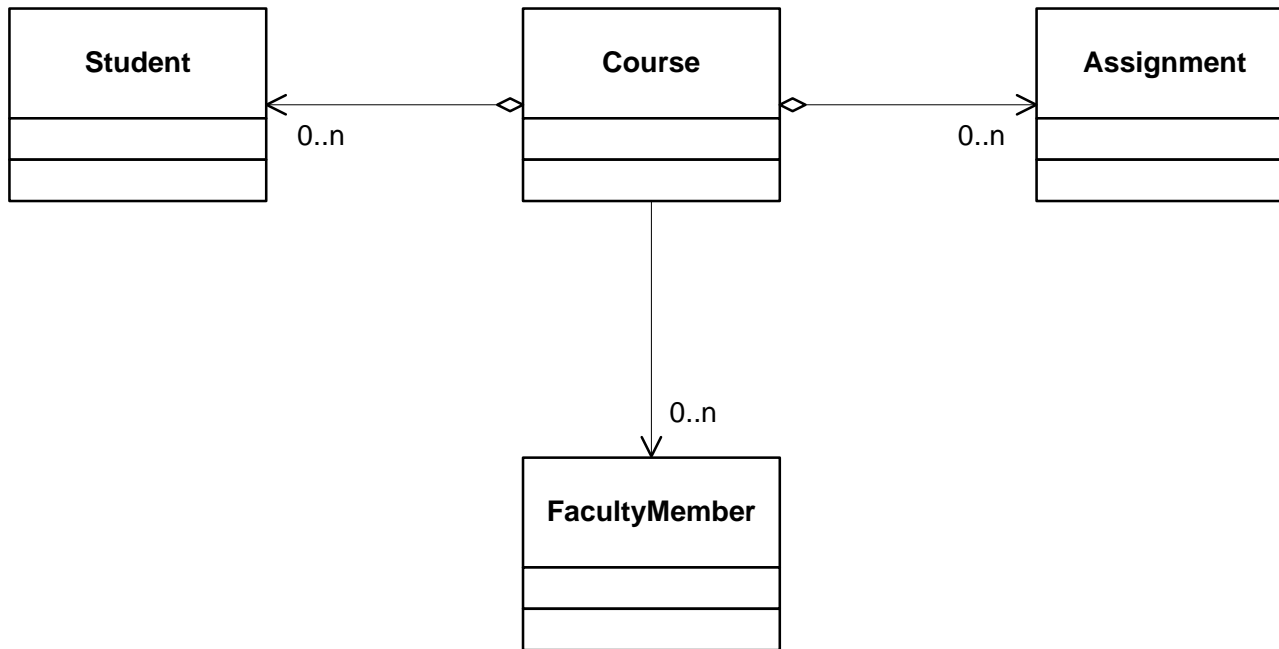 Student
Course
Assignment
0..n
0..n
0..n
FacultyMember